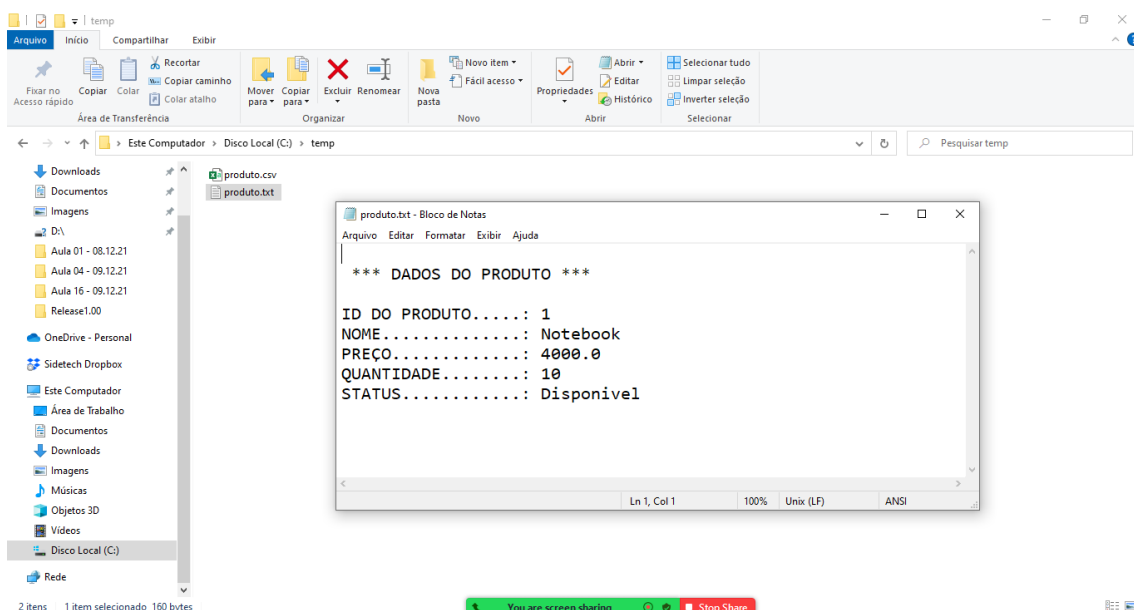 temp
Arquivo Início Compartilhar Exibir
Fixar no Acesso rápido
Copiar
Colar
Recortar
Copiar caminho
Colar atalho
Área de Transferência
Mover para
Copiar para
Excluir
Renomear
Organizar
Nova pasta
Novo item
Fácil acesso
Novo
Propriedades
Abrir
Editar
Histórico
Abrir
Selecionar tudo
Limpar seleção
Inverter seleção
Selecionar
Este Computador > Disco Local (C:) > temp
Pesquisar temp
Downloads
Documentos
Imagens
D:\
Aula 01 - 08.12.21
Aula 04 - 09.12.21
Aula 16 - 09.12.21
Release1.00
OneDrive - Personal
Sidetech Dropbox
Este Computador
Área de Trabalho
Documentos
Downloads
Imagens
Músicas
Objetos 3D
Vídeos
Disco Local (C:)
Rede
produto.csv
produto.txt
produto.txt - Bloco de Notas
Arquivo Editar Formatar Exibir Ajuda
*** DADOS DO PRODUTO ***
ID DO PRODUTO.....: 1
NOME..............: Notebook
PREÇO.............: 4000.0
QUANTIDADE........: 10
STATUS............: Disponivel
Ln 1, Col 1 100% Unix (LF) ANSI
2 itens 1 item selecionado 160 bytes
You are screen sharing Stop Share